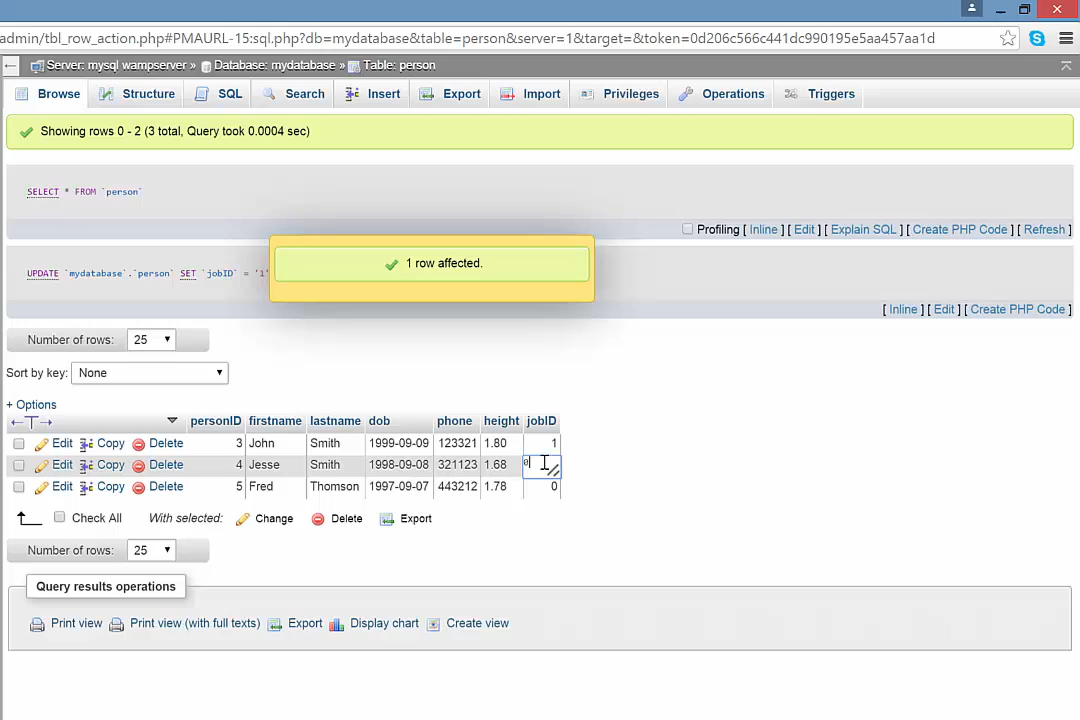 admin/tbl_row_action.php#PMAURL-15:sql.php?db=mydatabase&table=person&server=1&target=&token=0d206c566c441dc990195e5aa457aa1d
Server: mysql wampserver » Database: mydatabase » Table: person
Browse Structure SQL Search Insert Export Import Privileges Operations Triggers
Showing rows 0 - 2 (3 total, Query took 0.0004 sec)
SELECT * FROM `person`
Profiling [ Inline ] [ Edit ] [ Explain SQL ] [ Create PHP Code ] [ Refresh ]
1 row affected.
UPDATE `mydatabase`.`person` SET `jobID` = '1'
[ Inline ] [ Edit ] [ Create PHP Code ]
Number of rows: 25
Sort by key: None
+ Options
personID firstname lastname dob phone height jobID
Edit Copy Delete 3 John Smith 1999-09-09 123321 1.80 1
Edit Copy Delete 4 Jesse Smith 1998-09-08 321123 1.68 0
Edit Copy Delete 5 Fred Thomson 1997-09-07 443212 1.78 0
Check All With selected: Change Delete Export
Number of rows: 25
Query results operations
Print view Print view (with full texts) Export Display chart Create view